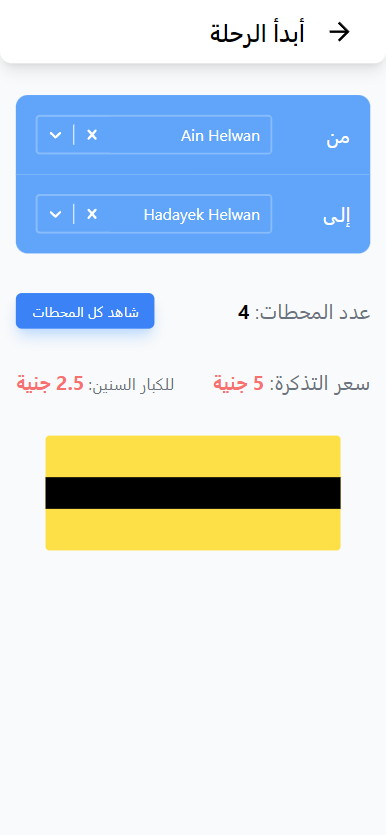 أبدأ الرحلة
من
Ain Helwan
إلى
Hadayek Helwan
عدد المحطات: 4
شاهد كل المحطات
سعر التذكرة: 5 جنية
للكبار السنين: 2.5 جنية